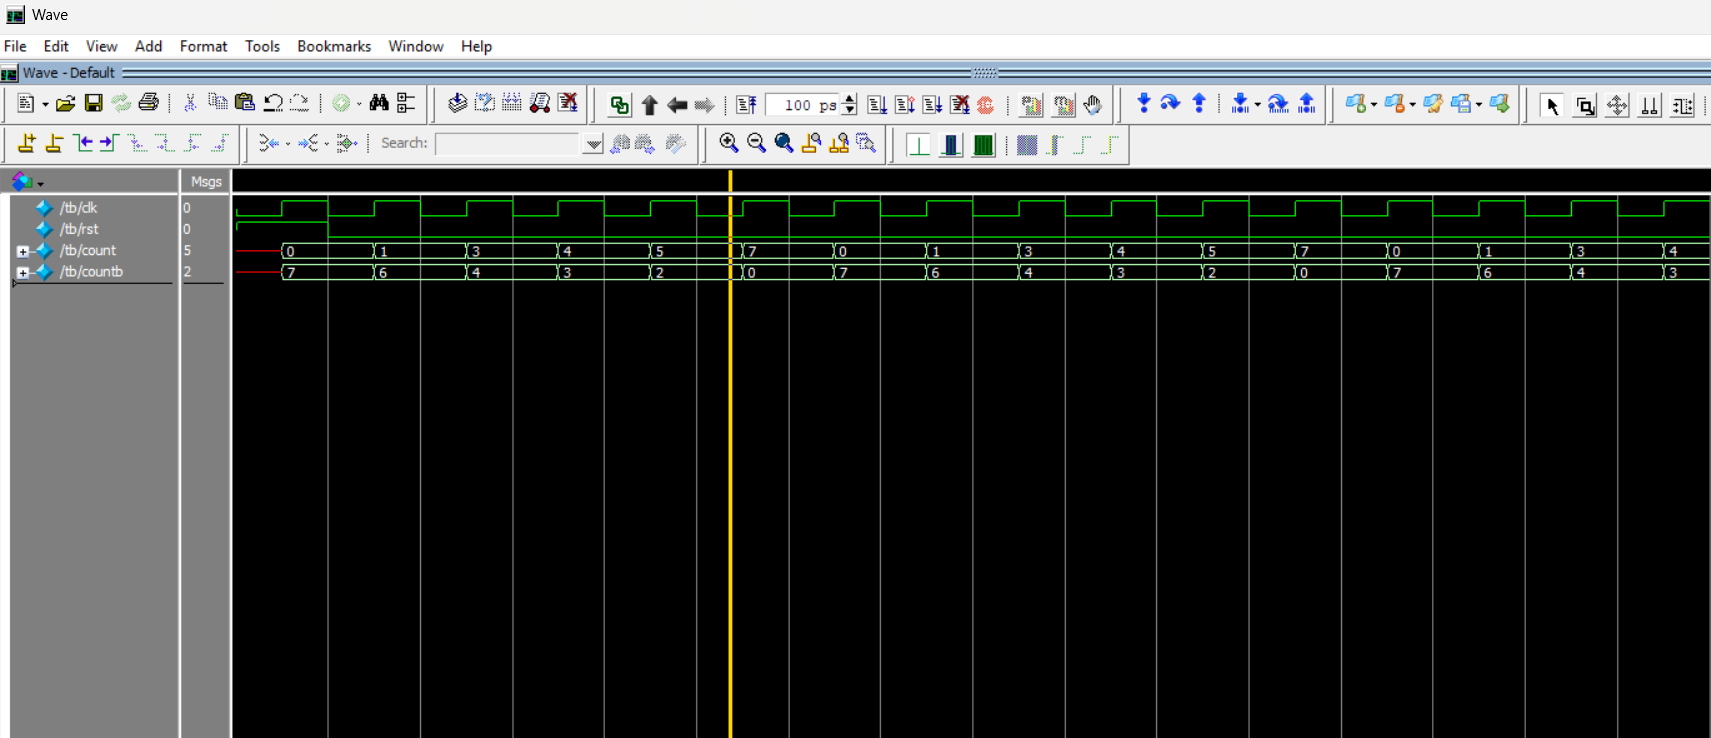 Wave
File Edit View Add Format Tools Bookmarks Window Help
Wave - Default
100 ps
Search:
Msgs
/tb/clk 0
/tb/rst 0
/tb/count 5 0 1 3 4 5 7 0 1 3 4 5 7 0 1 3 4
/tb/countb 2 7 6 4 3 2 0 7 6 4 3 2 0 7 6 4 3